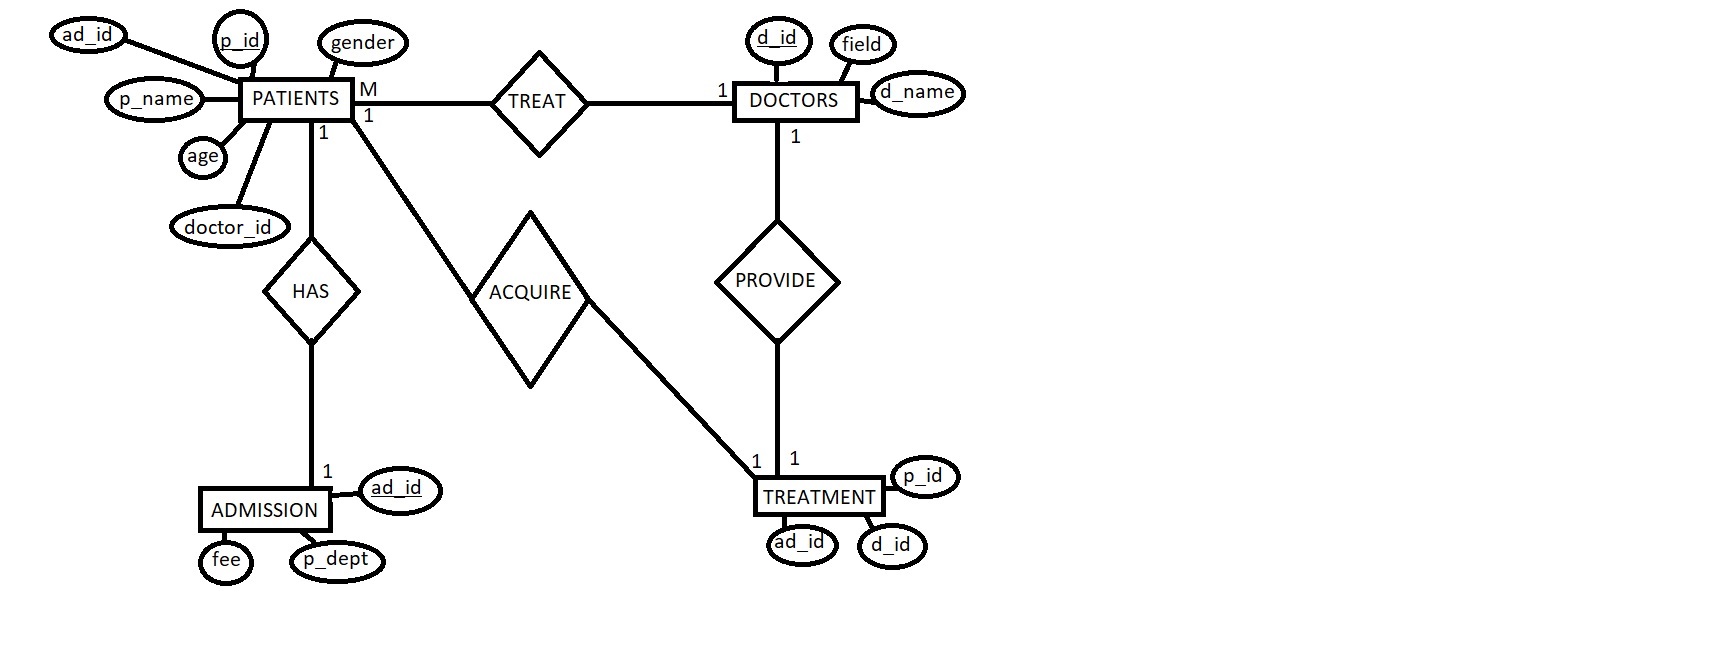 ad_id
p_id
gender
d_id
field
p_name
PATIENTS
M
TREAT
1
DOCTORS
d_name
1
1
1
age
doctor_id
HAS
ACQUIRE
PROVIDE
1
1
1
ADMISSION
ad_id
TREATMENT
p_id
fee
p_dept
ad_id
d_id